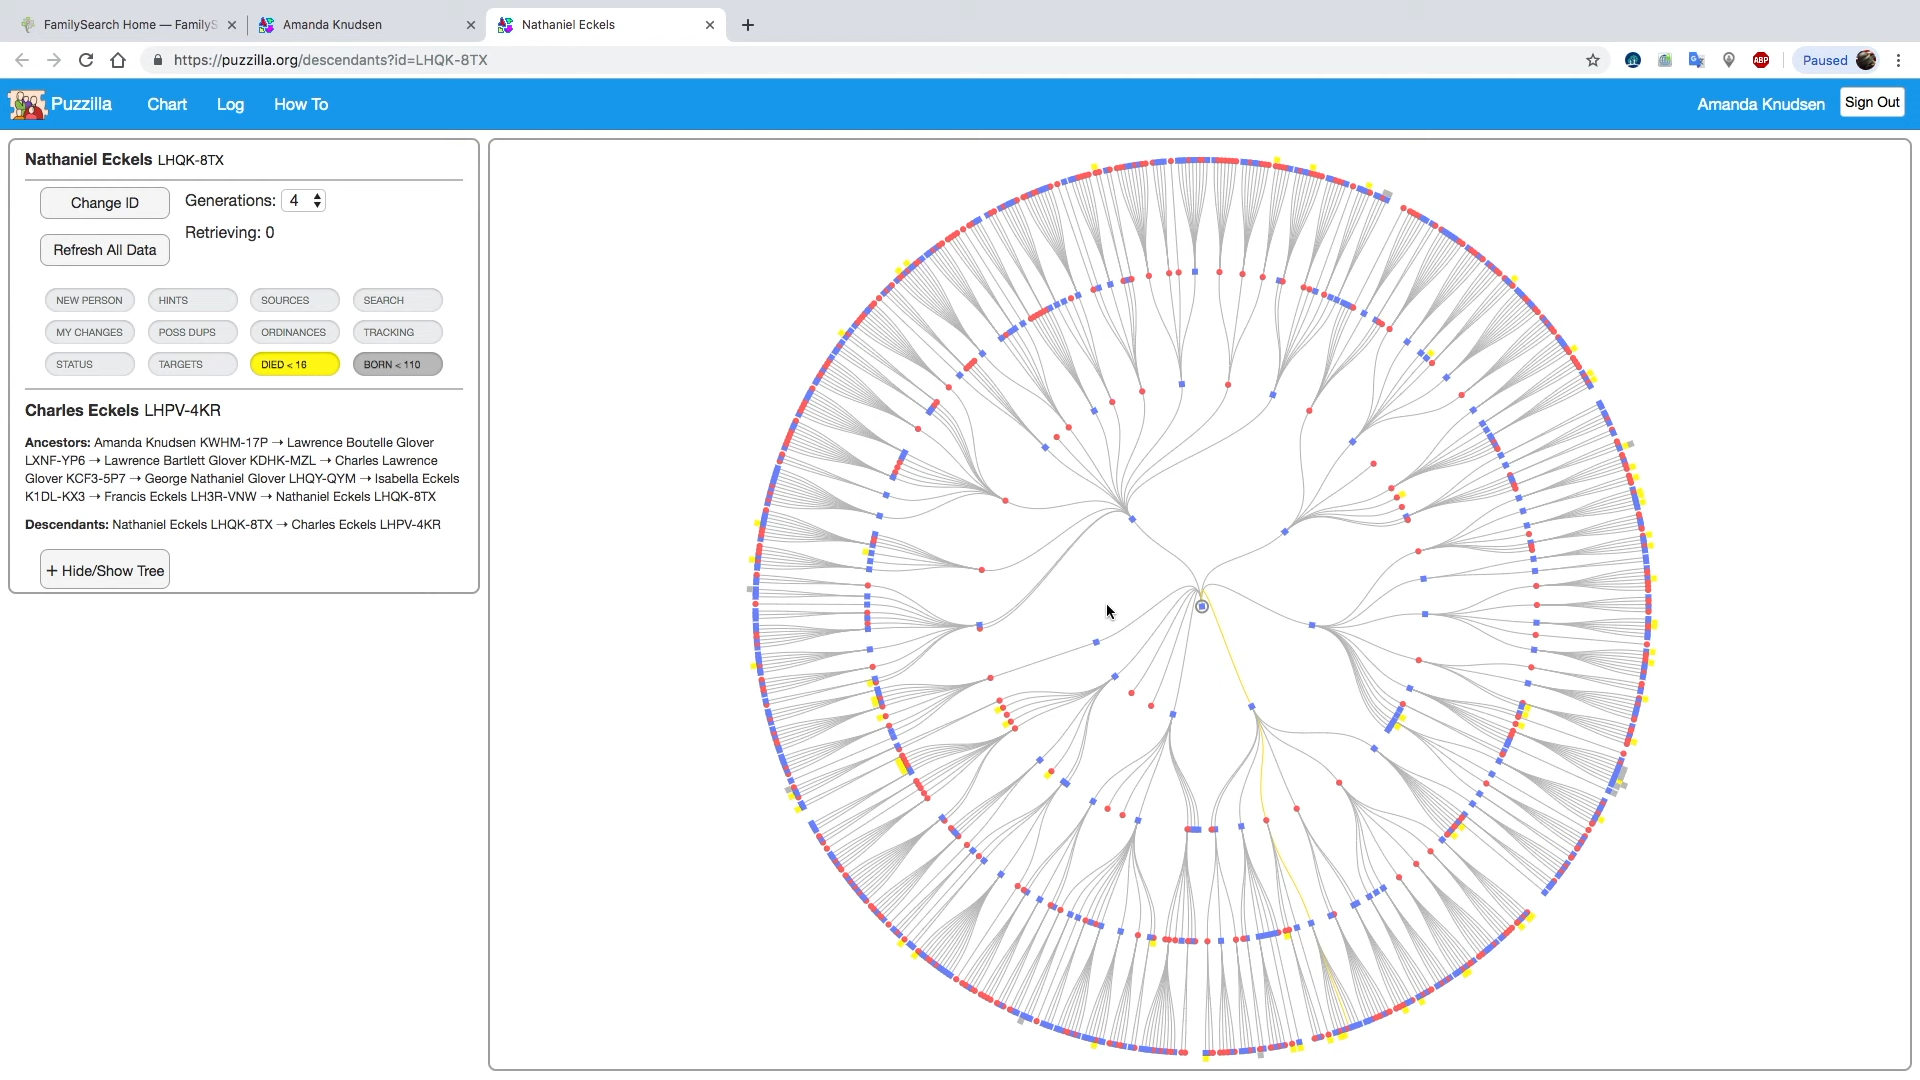 FamilySearch Home — FamilyS
Amanda Knudsen
Nathaniel Eckels
https://puzzilla.org/descendants?id=LHQK-8TX
ABP
Paused
Puzzilla
Chart
Log
How To
Amanda Knudsen
Sign Out
Nathaniel Eckels LHQK-8TX
Change ID
Generations: 4
Refresh All Data
Retrieving: 0
NEW PERSON
HINTS
SOURCES
SEARCH
MY CHANGES
POSS DUPS
ORDINANCES
TRACKING
STATUS
TARGETS
DIED < 16
BORN < 110
Charles Eckels LHPV-4KR
Ancestors: Amanda Knudsen KWHM-17P → Lawrence Boutelle Glover
LXNF-YP6 → Lawrence Bartlett Glover KDHK-MZL → Charles Lawrence
Glover KCF3-5P7 → George Nathaniel Glover LHQY-QYM → Isabella Eckels
K1DL-KX3 → Francis Eckels LH3R-VNW → Nathaniel Eckels LHQK-8TX
Descendants: Nathaniel Eckels LHQK-8TX → Charles Eckels LHPV-4KR
+ Hide/Show Tree